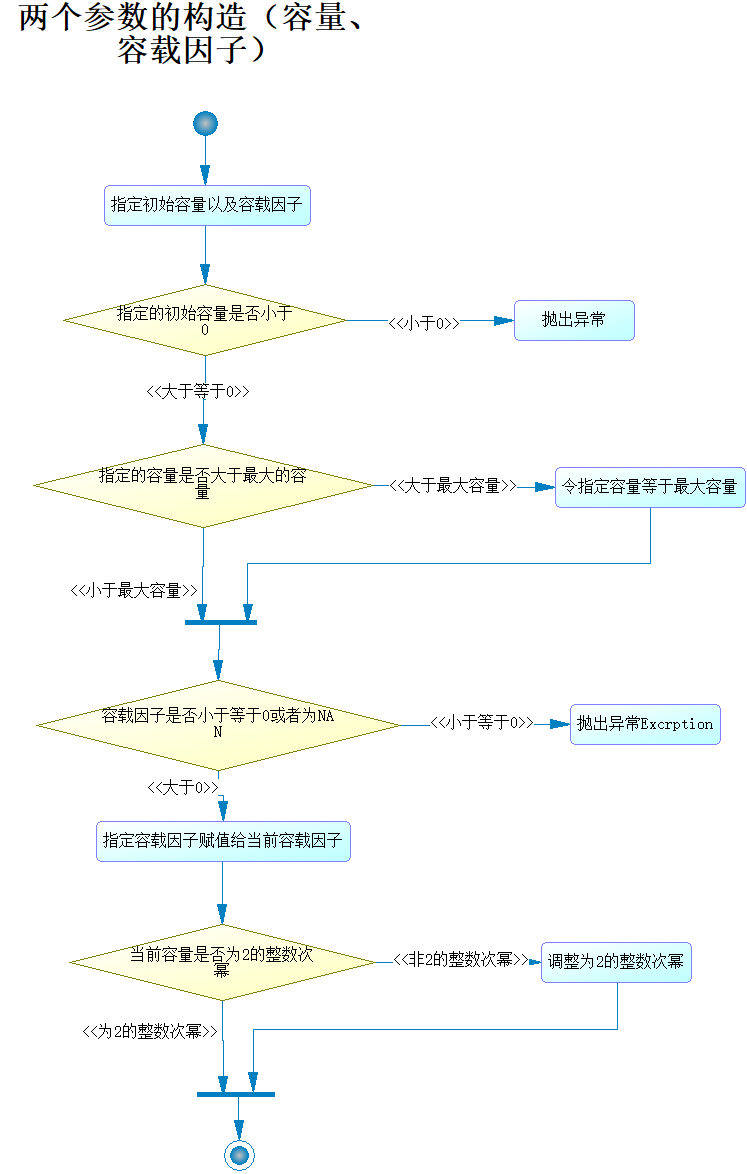 两个参数的构造（容量、
容载因子）
指定初始容量以及容载因子
指定的初始容量是否小于
0
<<小于0>>
抛出异常
<<大于等于0>>
指定的容量是否大于最大的容
量
<<大于最大容量>>
令指定容量等于最大容量
<<小于最大容量>>
容载因子是否小于等于0或者为NA
N
<<小于等于0>>
抛出异常Excrption
<<大于0>>
指定容载因子赋值给当前容载因子
当前容量是否为2的整数次
幂
<<非2的整数次幂>>
调整为2的整数次幂
<<为2的整数次幂>>